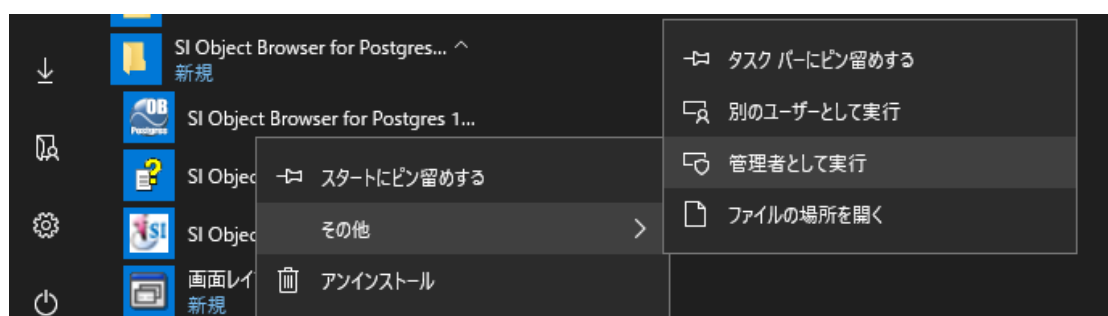 SI Object Browser for Postgres... ^
新規
SI Object Browser for Postgres 1...
SI Objec
SI Objec
画面レイ
新規
スタートにピン留めする
その他
アンインストール
タスク バーにピン留めする
別のユーザーとして実行
管理者として実行
ファイルの場所を開く
OB
Postgres
SI